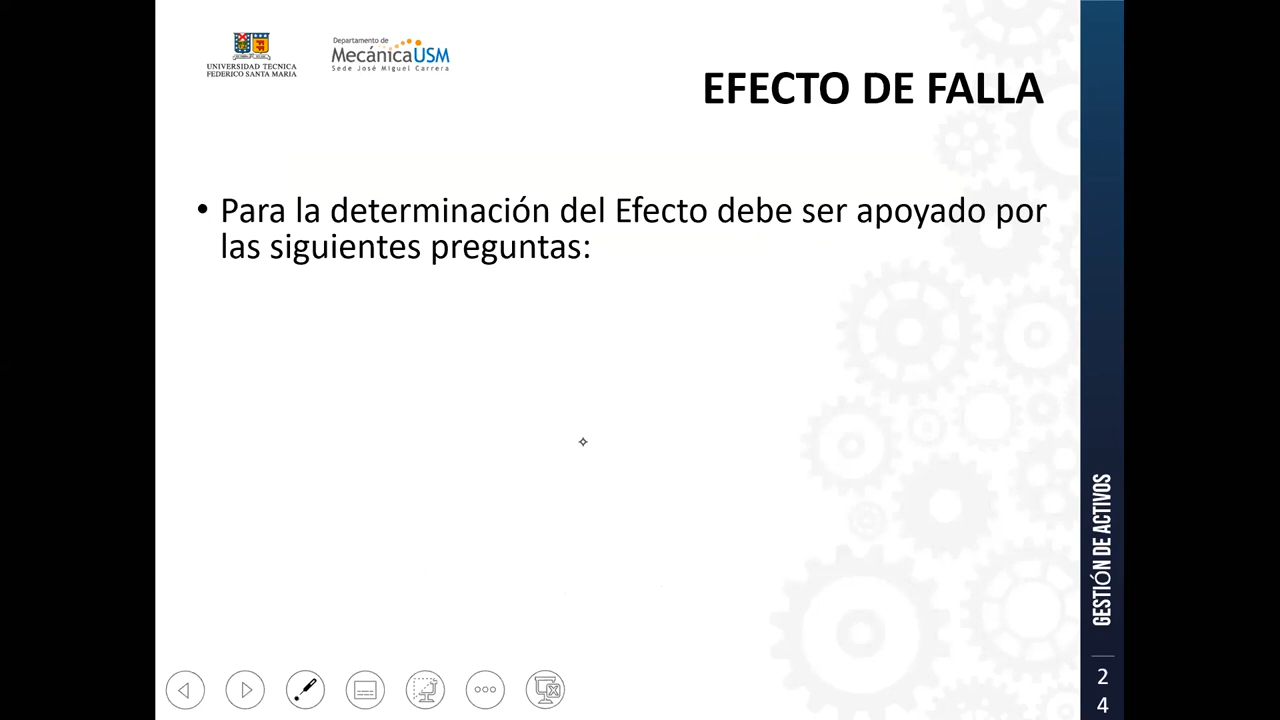 UNIVERSIDAD TECNICA
FEDERICO SANTA MARIA
Departamento de
MecánicaUSM
Sede José Miguel Carrera
EFECTO DE FALLA
• Para la determinación del Efecto debe ser apoyado por
las siguientes preguntas:
GESTIÓN DE ACTIVOS
2
4